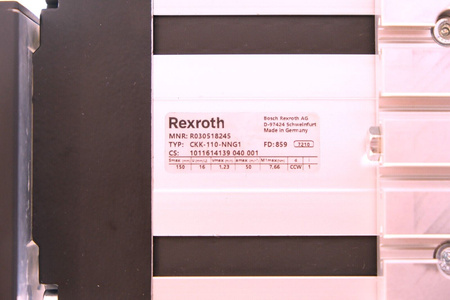 Rexroth
Bosch Rexroth AG
D-97424 Schweinfurt
Made in Germany
MNR: R030518245
TYP: CKK-110-NNG1
FD: 859 7210
CS: 1011614139 040 001
150 16 1.23 50 7.66 CCW 1